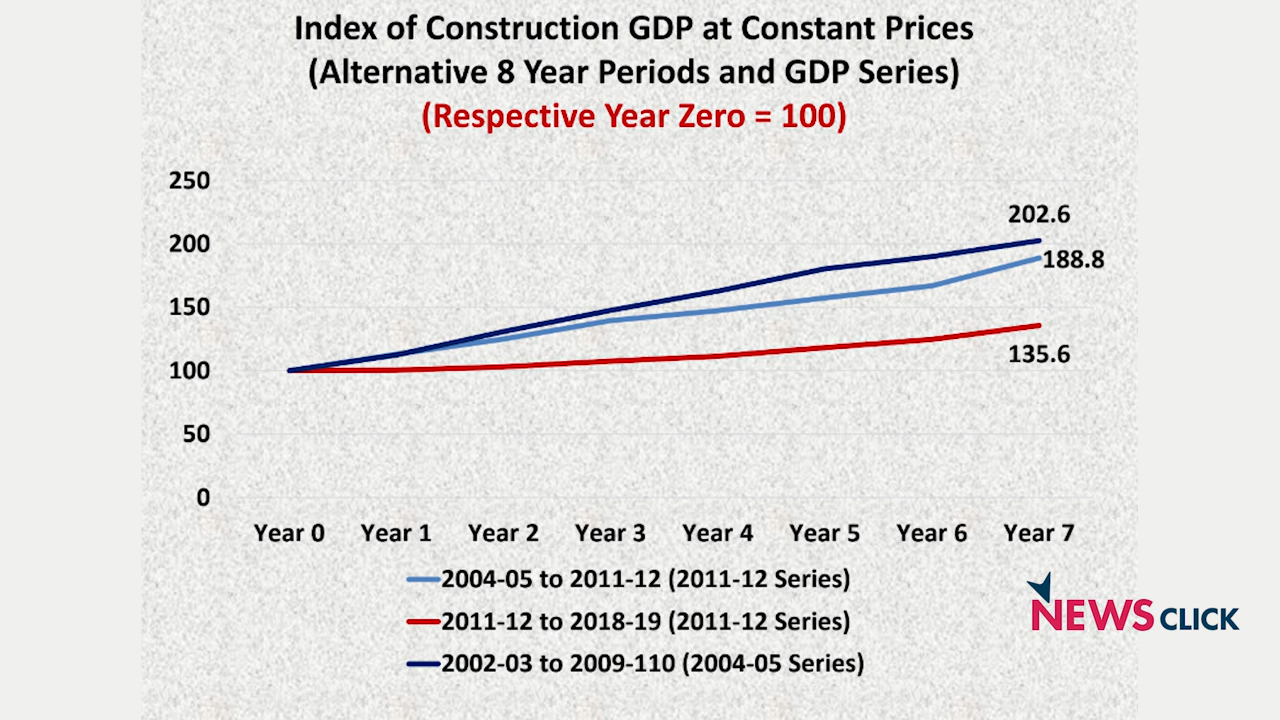 Index of Construction GDP at Constant Prices
(Alternative 8 Year Periods and GDP Series)
(Respective Year Zero = 100)
250
202.6
200
188.8
150
135.6
100
50
0
Year 0 Year 1 Year 2 Year 3 Year 4 Year 5 Year 6 Year 7
2004-05 to 2011-12 (2011-12 Series)
2011-12 to 2018-19 (2011-12 Series)
2002-03 to 2009-110 (2004-05 Series)
NEWSCLICK